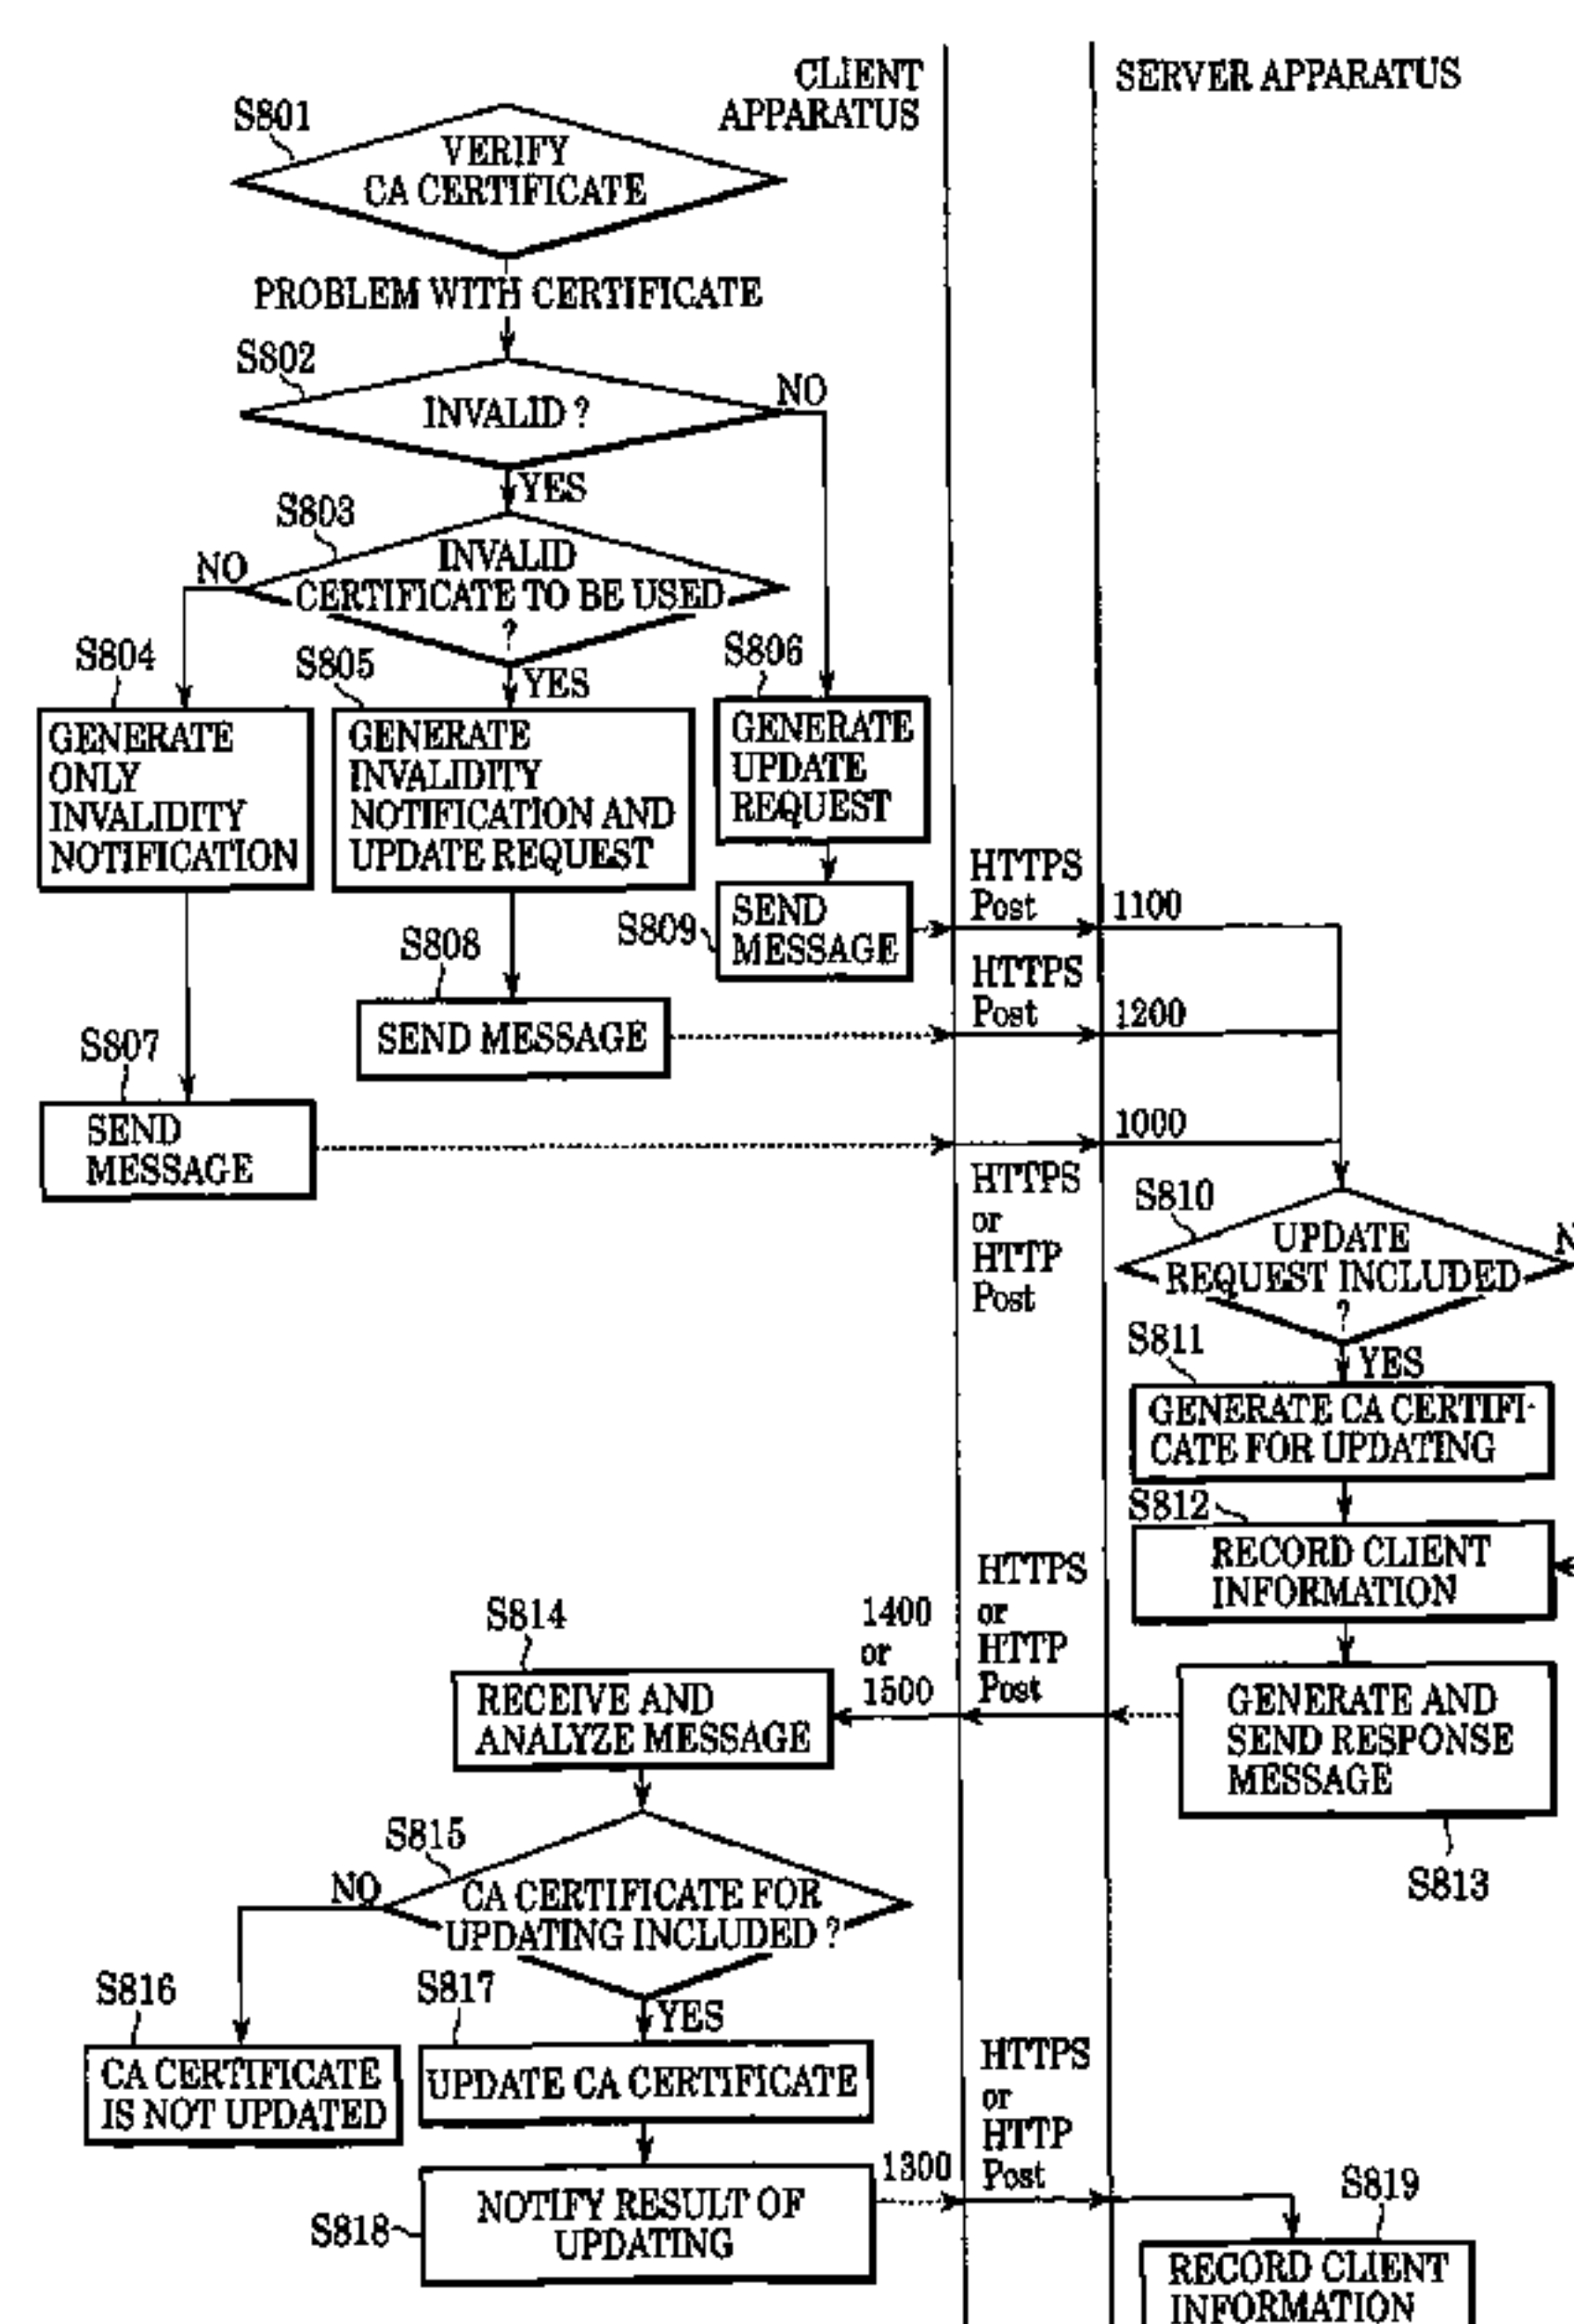 CLIENT
APPARATUS
SERVER APPARATUS
S801
VERIFY
CA CERTIFICATE
PROBLEM WITH CERTIFICATE
S802
INVALID ?
NO
YES
S803
NO
INVALID
CERTIFICATE TO BE USED
?
YES
S804
GENERATE
ONLY
INVALIDITY
NOTIFICATION
S805
GENERATE
INVALIDITY
NOTIFICATION AND
UPDATE REQUEST
S806
GENERATE
UPDATE
REQUEST
S809
SEND
MESSAGE
HTTPS
Post
1100
S808
SEND MESSAGE
HTTPS
Post
1200
S807
SEND
MESSAGE
1000
HTTPS
or
HTTP
Post
S810
UPDATE
REQUEST INCLUDED
?
YES
S811
GENERATE CA CERTIFI-
CATE FOR UPDATING
S812
RECORD CLIENT
INFORMATION
HTTPS
or
HTTP
Post
GENERATE AND
SEND RESPONSE
MESSAGE
S813
1400
or
1500
S814
RECEIVE AND
ANALYZE MESSAGE
S815
NO
CA CERTIFICATE FOR
UPDATING INCLUDED ?
YES
S816
CA CERTIFICATE
IS NOT UPDATED
S817
UPDATE CA CERTIFICATE
S818
NOTIFY RESULT OF
UPDATING
1300
HTTPS
or
HTTP
Post
S819
RECORD CLIENT
INFORMATION